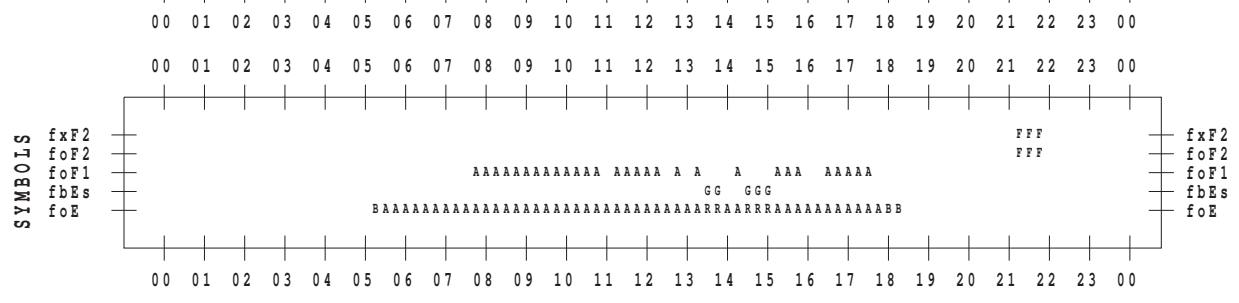 00 01 02 03 04 05 06 07 08 09 10 11 12 13 14 15 16 17 18 19 20 21 22 23 00
00 01 02 03 04 05 06 07 08 09 10 11 12 13 14 15 16 17 18 19 20 21 22 23 00
SYMBOLS
fxF2 FFF fxF2
foF2 FFF foF2
foF1 AAAAAAAAAAAAA AAAAA A A A AAA AAAAA foF1
fbEs GG GGG fbEs
foE BAAAAAAAAAAAAAAAAAAAAAAAAAAAAAAAARRAARRRAAAAAAAAAAABB foE
00 01 02 03 04 05 06 07 08 09 10 11 12 13 14 15 16 17 18 19 20 21 22 23 00